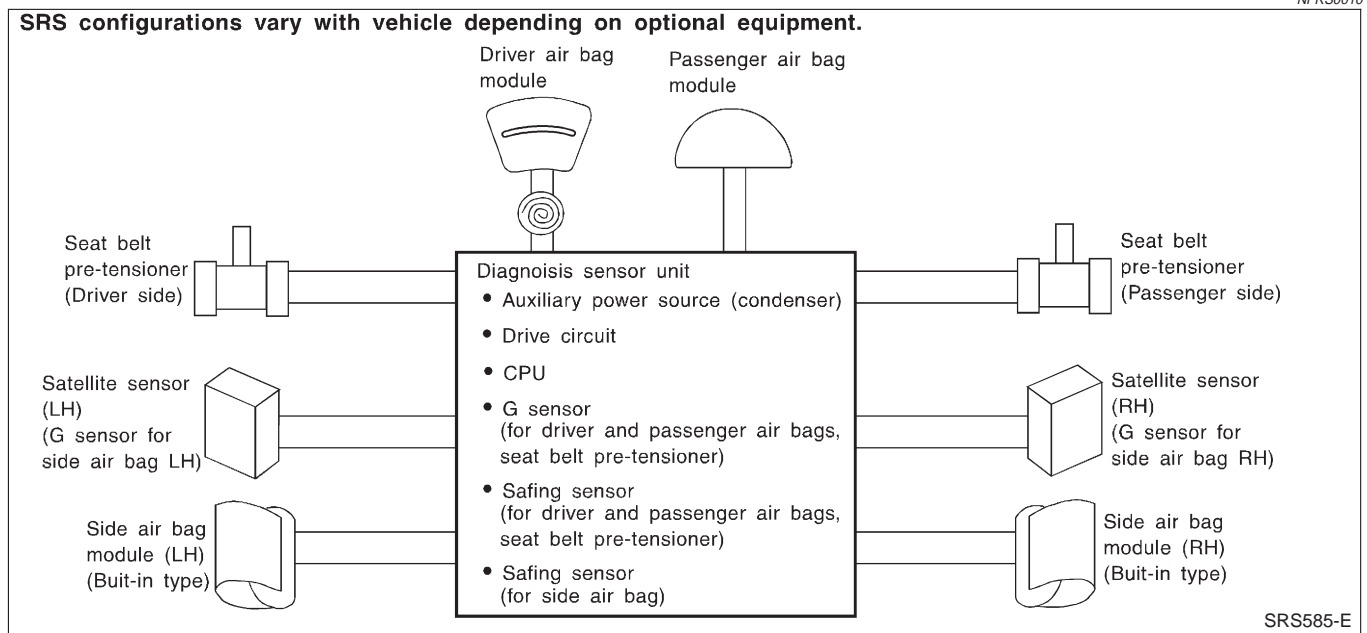 SRS configurations vary with vehicle depending on optional equipment.
Driver air bag
module
Passenger air bag
module
Seat belt
pre-tensioner
(Driver side)
Satellite sensor
(LH)
(G sensor for
side air bag LH)
Side air bag
module (LH)
(Buit-in type)
Diagnoisis sensor unit
• Auxiliary power source (condenser)
• Drive circuit
• CPU
• G sensor
(for driver and passenger air bags,
seat belt pre-tensioner)
• Safing sensor
(for driver and passenger air bags,
seat belt pre-tensioner)
• Safing sensor
(for side air bag)
Seat belt
pre-tensioner
(Passenger side)
Satellite sensor
(RH)
(G sensor for
side air bag RH)
Side air bag
module (RH)
(Buit-in type)
SRS585-E